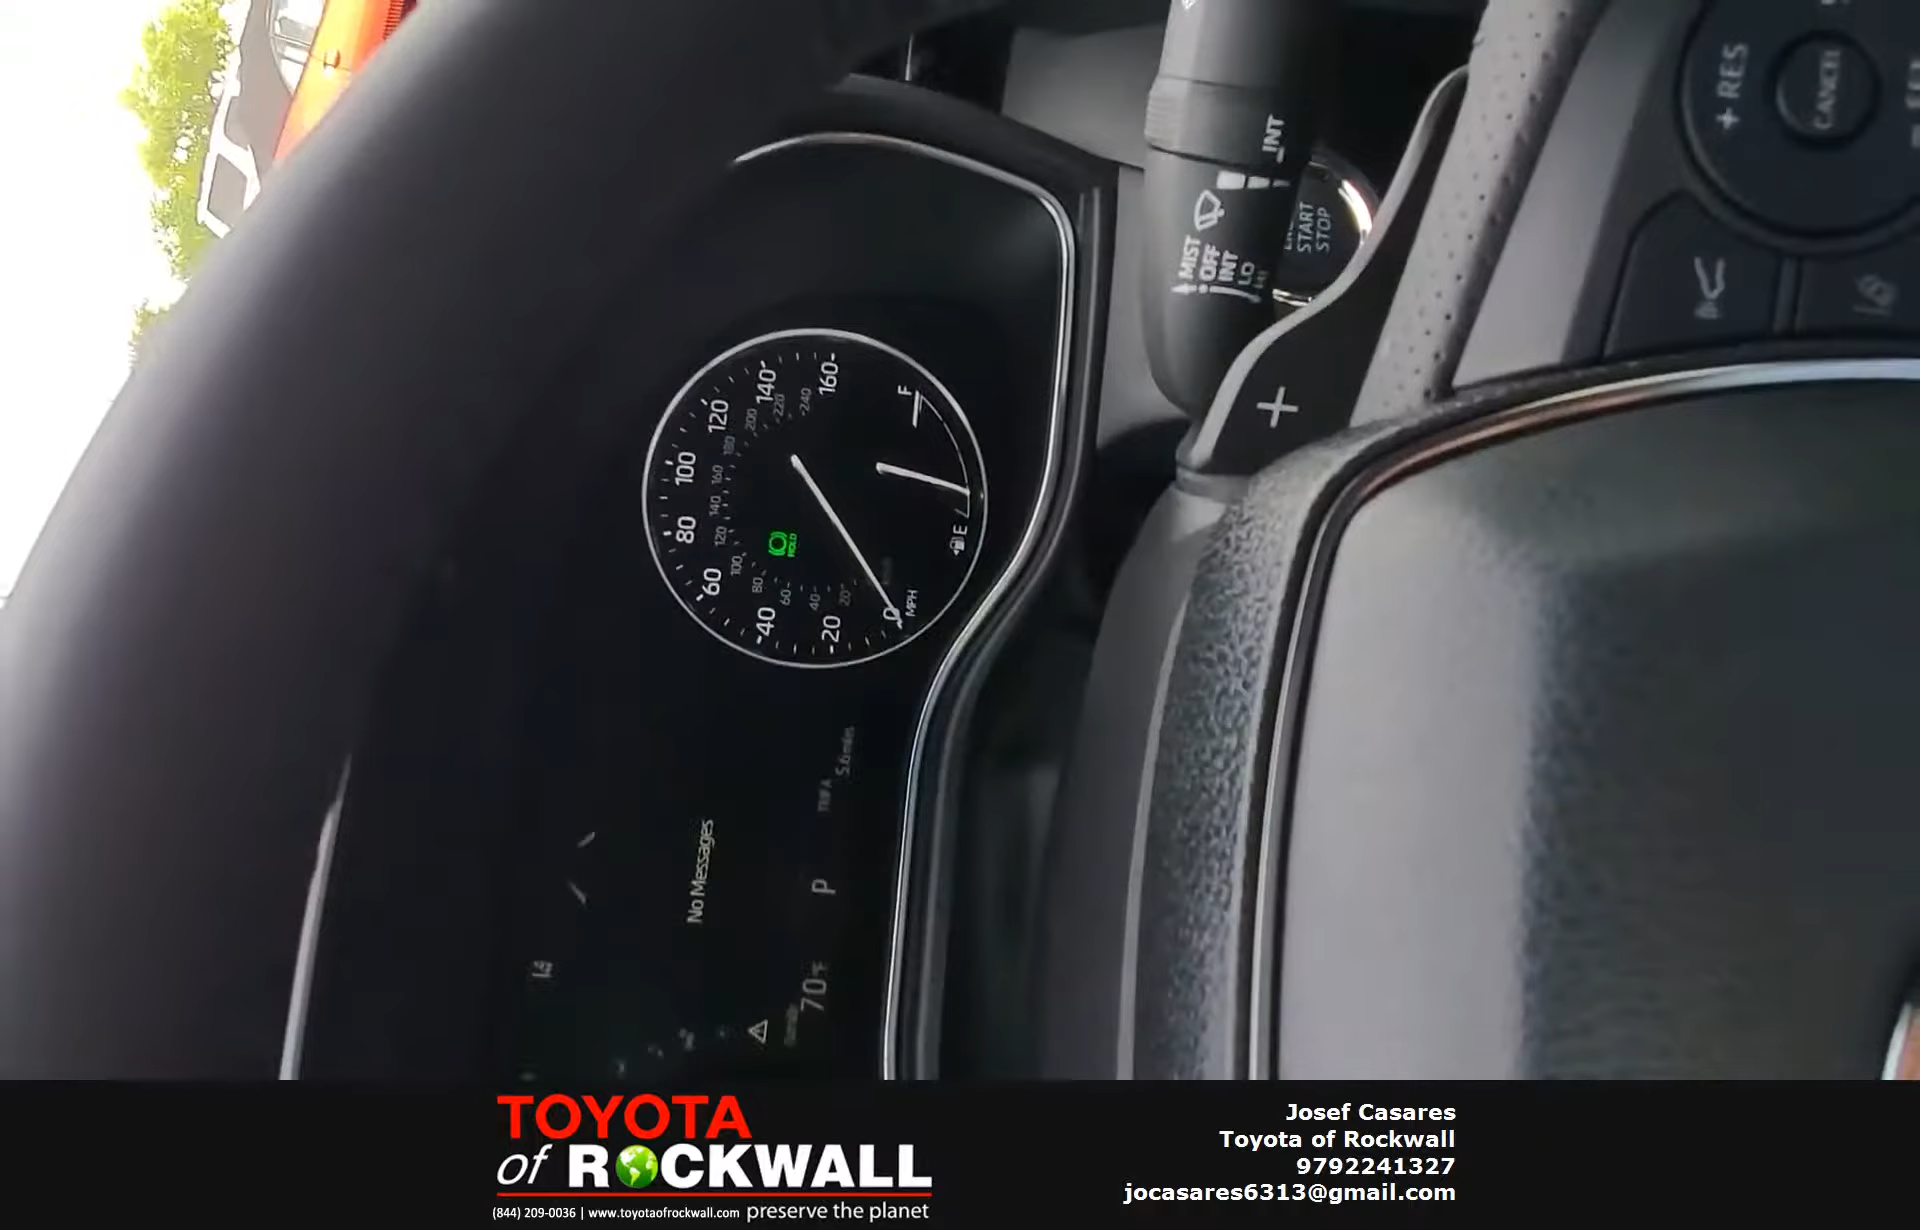 + RES
CANCEL
INT
MIST
OFF
INT
LO
START
STOP
+
160
140
120
100
80
60
40
20
0
MPH
240
220
200
180
160
140
120
100
80
60
40
20
F
E
HOLD
5.6 miles
No Messages
P
70°F
TOYOTA
of ROCKWALL
(844) 209-0036 | www.toyotaofrockwall.com preserve the planet
Josef Casares
Toyota of Rockwall
9792241327
jocasares6313@gmail.com